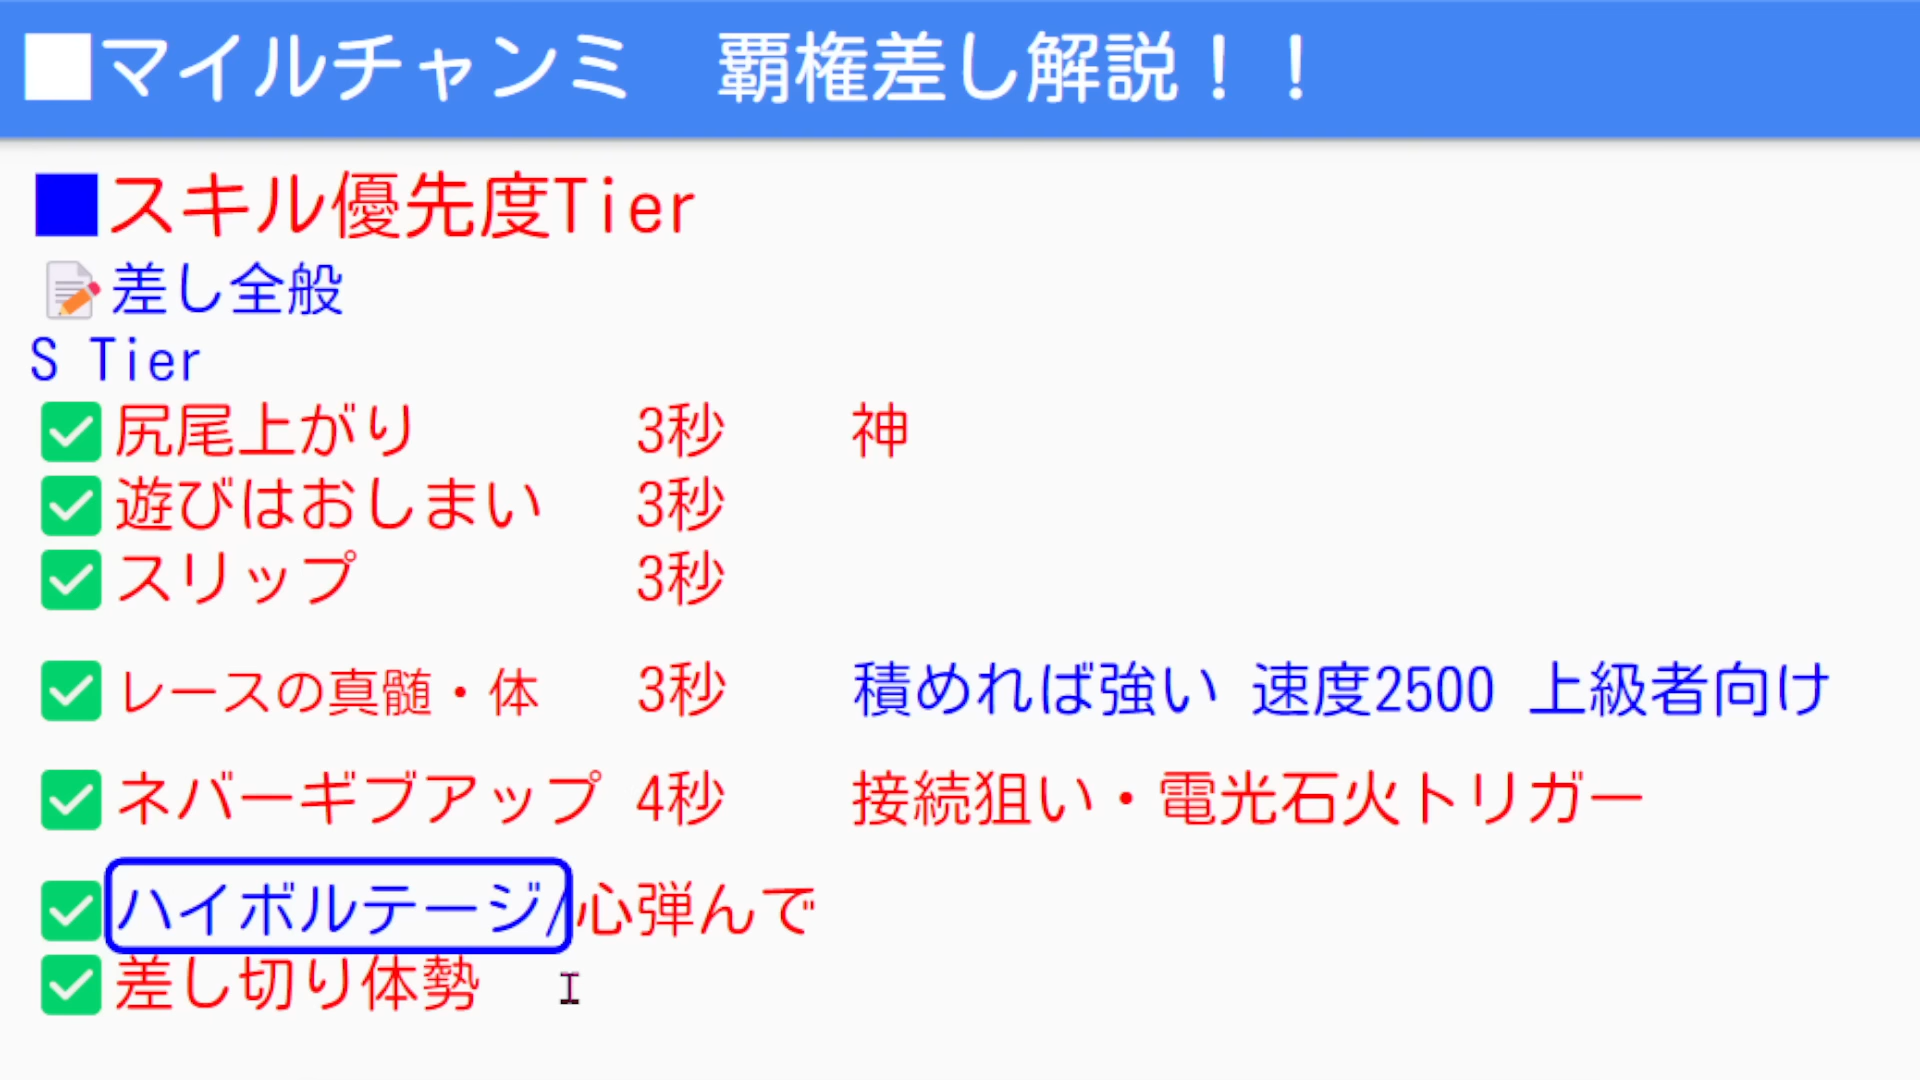 ■マイルチャンミ　覇権差し解説！！
■スキル優先度Tier
差し全般
S Tier
尻尾上がり 3秒 神
遊びはおしまい 3秒
スリップ 3秒
レースの真髄・体 3秒 積めれば強い 速度2500 上級者向け
ネバーギブアップ 4秒 接続狙い・電光石火トリガー
ハイボルテージ/心弾んで
差し切り体勢